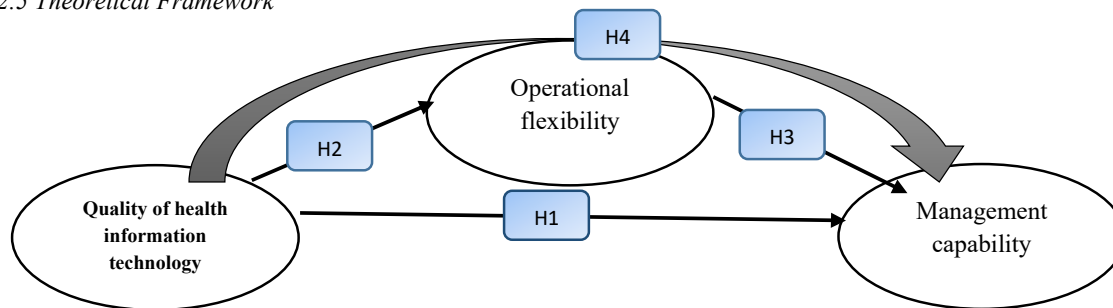 2.5 Theoretical Framework
H4
Operational
flexibility
H2
H3
Quality of health
information
technology
H1
Management
capability